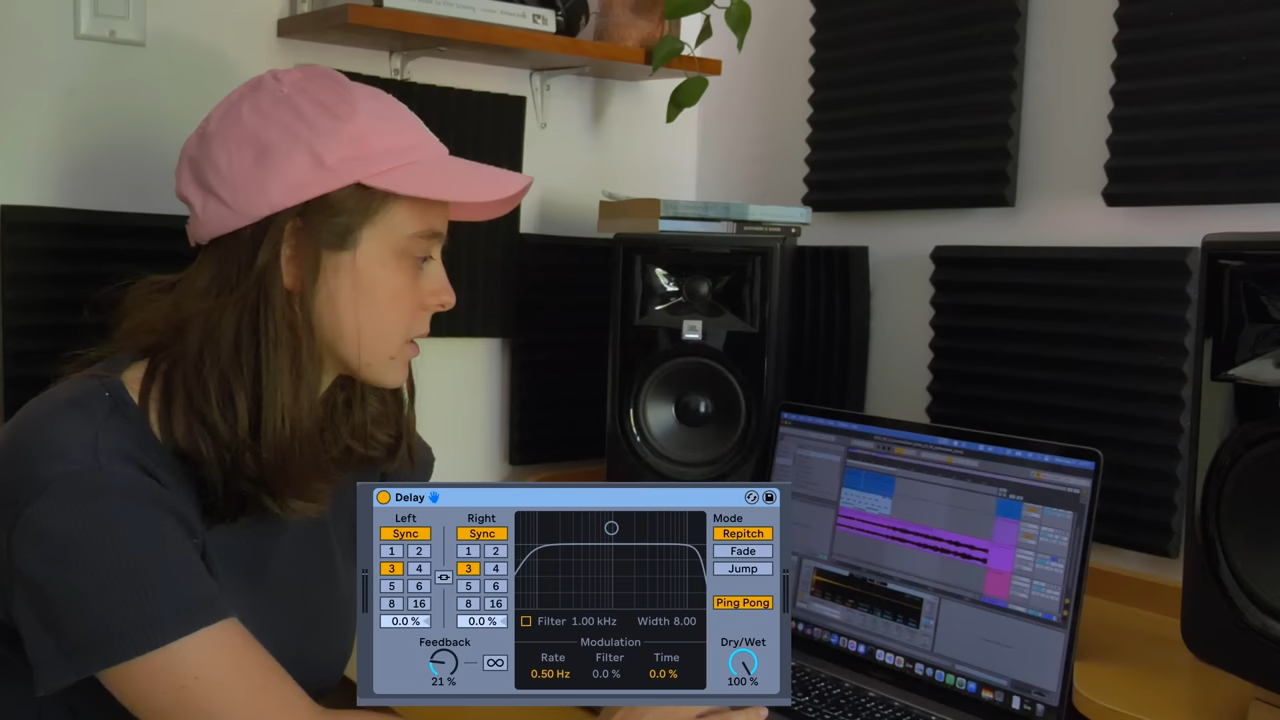 JBL
Delay
Left
Right
Mode
Sync
Sync
Repitch
1 2
1 2
Fade
3 4
3 4
Jump
5 6
5 6
8 16
8 16
Ping Pong
0.0 %
0.0 %
Filter 1.00 kHz Width 8.00
Feedback
Modulation
Dry/Wet
Rate Filter Time
21 %
0.50 Hz 0.0 % 0.0 %
100 %